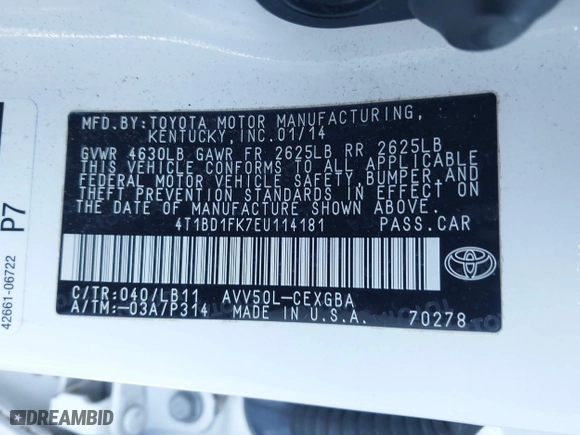 MFD.BY:TOYOTA MOTOR MANUFACTURING,
KENTUCKY, INC.01/14
GVWR 4630LB GAWR FR 2625LB RR 2625LB
THIS VEHICLE CONFORMS TO ALL APPLICABLE
FEDERAL MOTOR VEHICLE SAFETY, BUMPER, AND
THEFT PREVENTION STANDARDS IN EFFECT ON
THE DATE OF MANUFACTURE SHOWN ABOVE.
4T1BD1FK7EU114181 PASS.CAR
C/TR:040/LB11 AVV50L-CEXGBA
A/TM:-03A/P314 MADE IN U.S.A. 70278
42661-06722
P7
DREAMBID